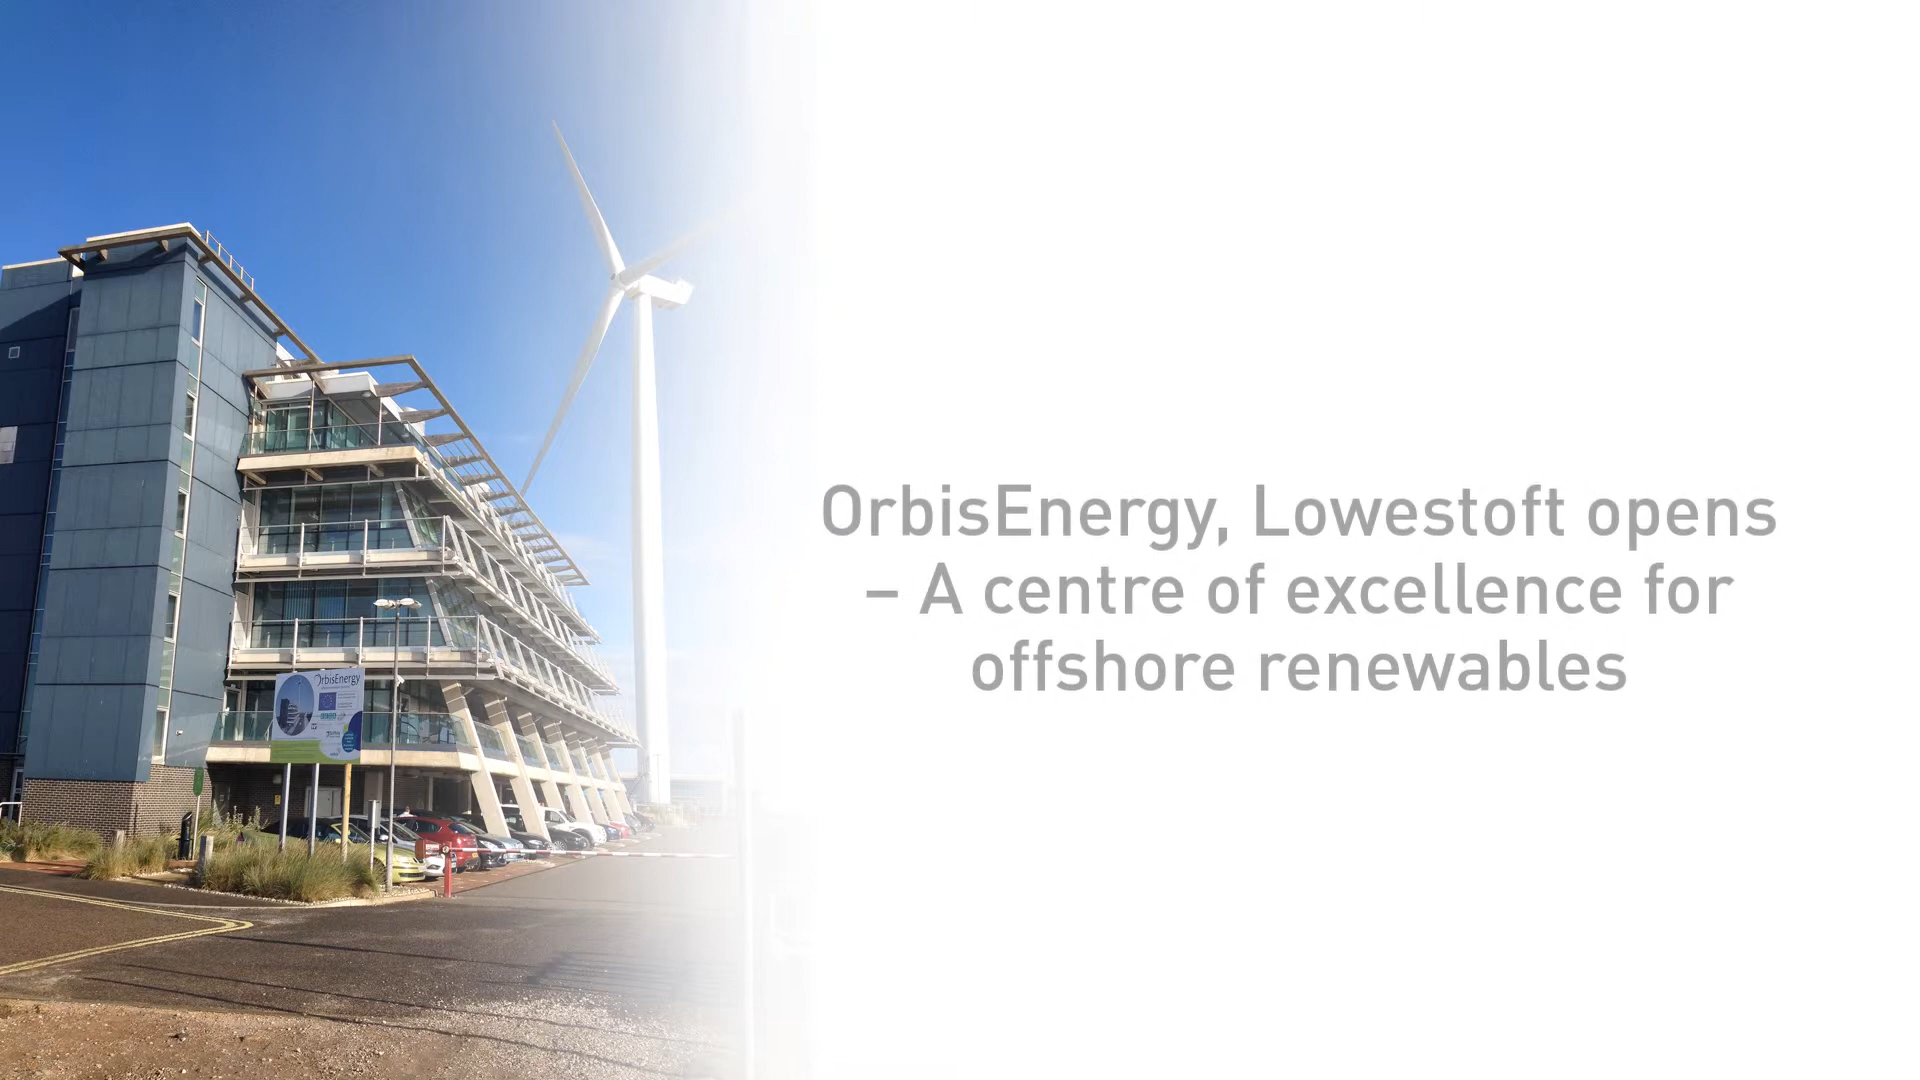 OrbisEnergy, Lowestoft opens
– A centre of excellence for
offshore renewables
OrbisEnergy